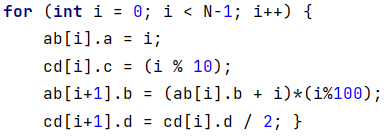 for (int i = 0; i < N-1; i++) {
    ab[i].a = i;
    cd[i].c = (i % 10);
    ab[i+1].b = (ab[i].b + i)*(i%100);
    cd[i+1].d = cd[i].d / 2; }